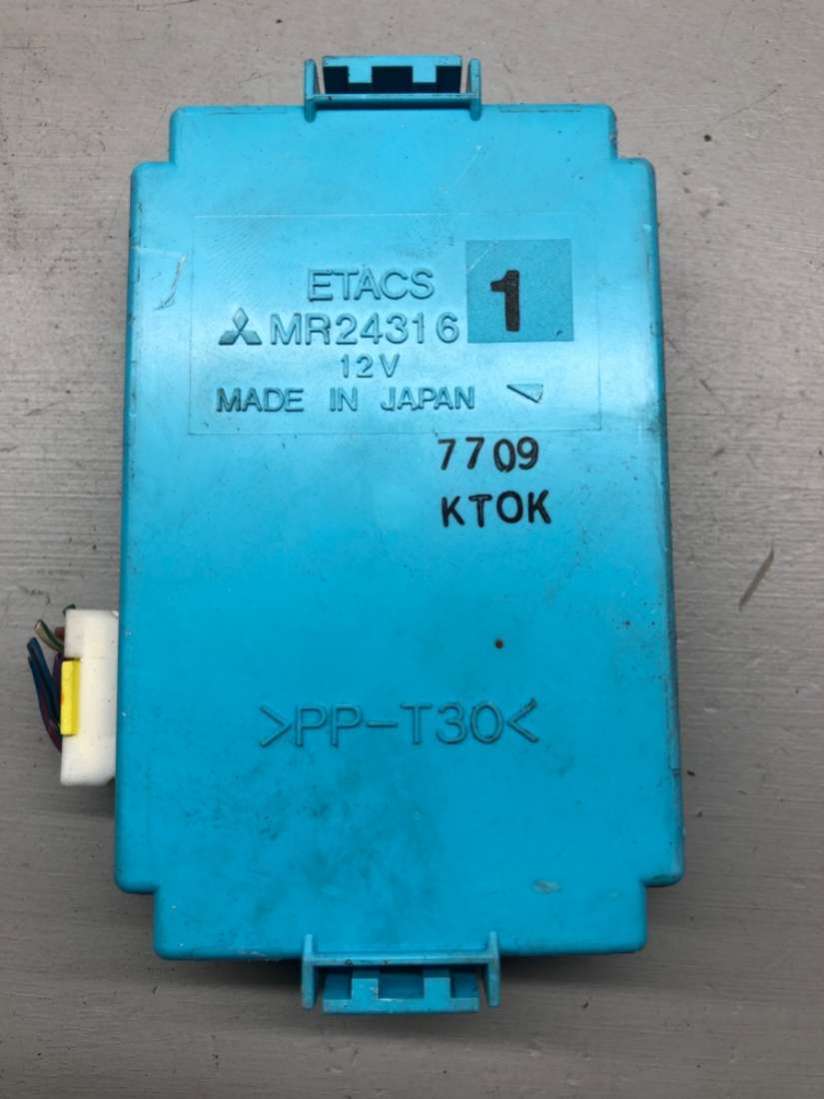 ETACS
MR24316 1
12V
MADE IN JAPAN
7709
KTOK
>PP-T30<